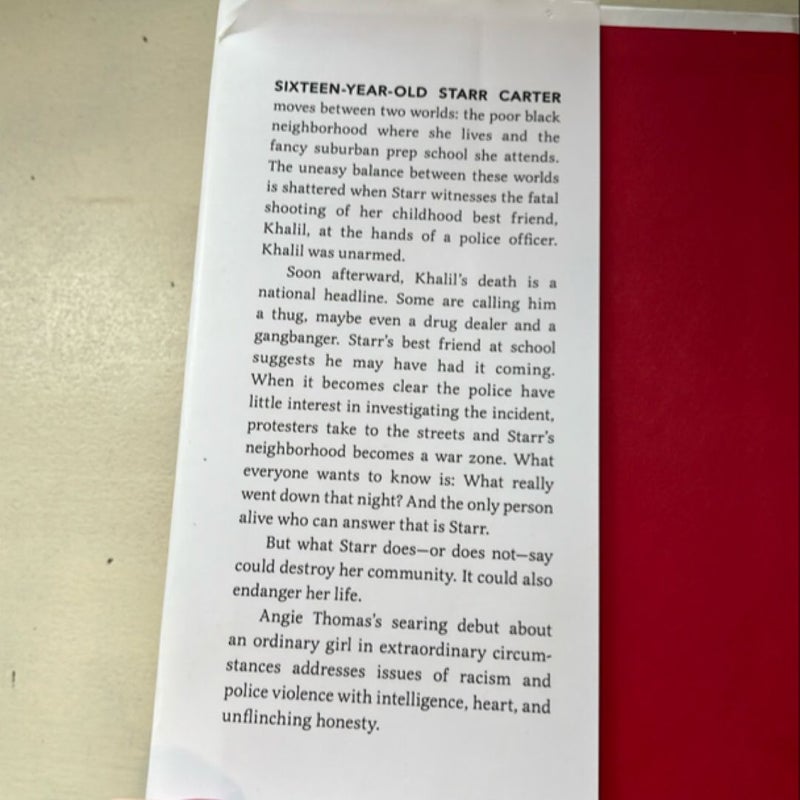 SIXTEEN-YEAR-OLD STARR CARTER
moves between two worlds: the poor black
neighborhood where she lives and the
fancy suburban prep school she attends.
The uneasy balance between these worlds
is shattered when Starr witnesses the fatal
shooting of her childhood best friend,
Khalil, at the hands of a police officer.
Khalil was unarmed.
Soon afterward, Khalil's death is a
national headline. Some are calling him
a thug, maybe even a drug dealer and a
gangbanger. Starr's best friend at school
suggests he may have had it coming.
When it becomes clear the police have
little interest in investigating the incident,
protesters take to the streets and Starr's
neighborhood becomes a war zone. What
everyone wants to know is: What really
went down that night? And the only person
alive who can answer that is Starr.
But what Starr does—or does not—say
could destroy her community. It could also
endanger her life.
Angie Thomas's searing debut about
an ordinary girl in extraordinary circum-
stances addresses issues of racism and
police violence with intelligence, heart, and
unflinching honesty.